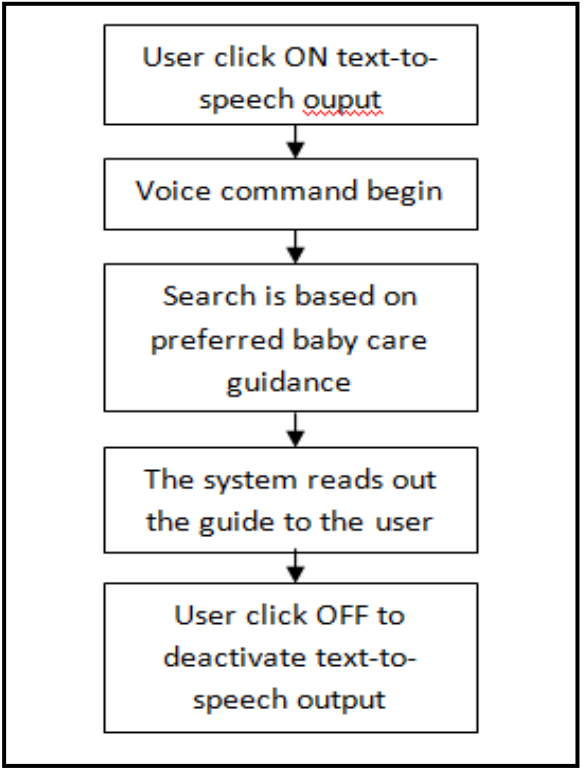 User click ON text-to-
speech ouput
Voice command begin
Search is based on
preferred baby care
guidance
The system reads out
the guide to the user
User click OFF to
deactivate text-to-
speech output